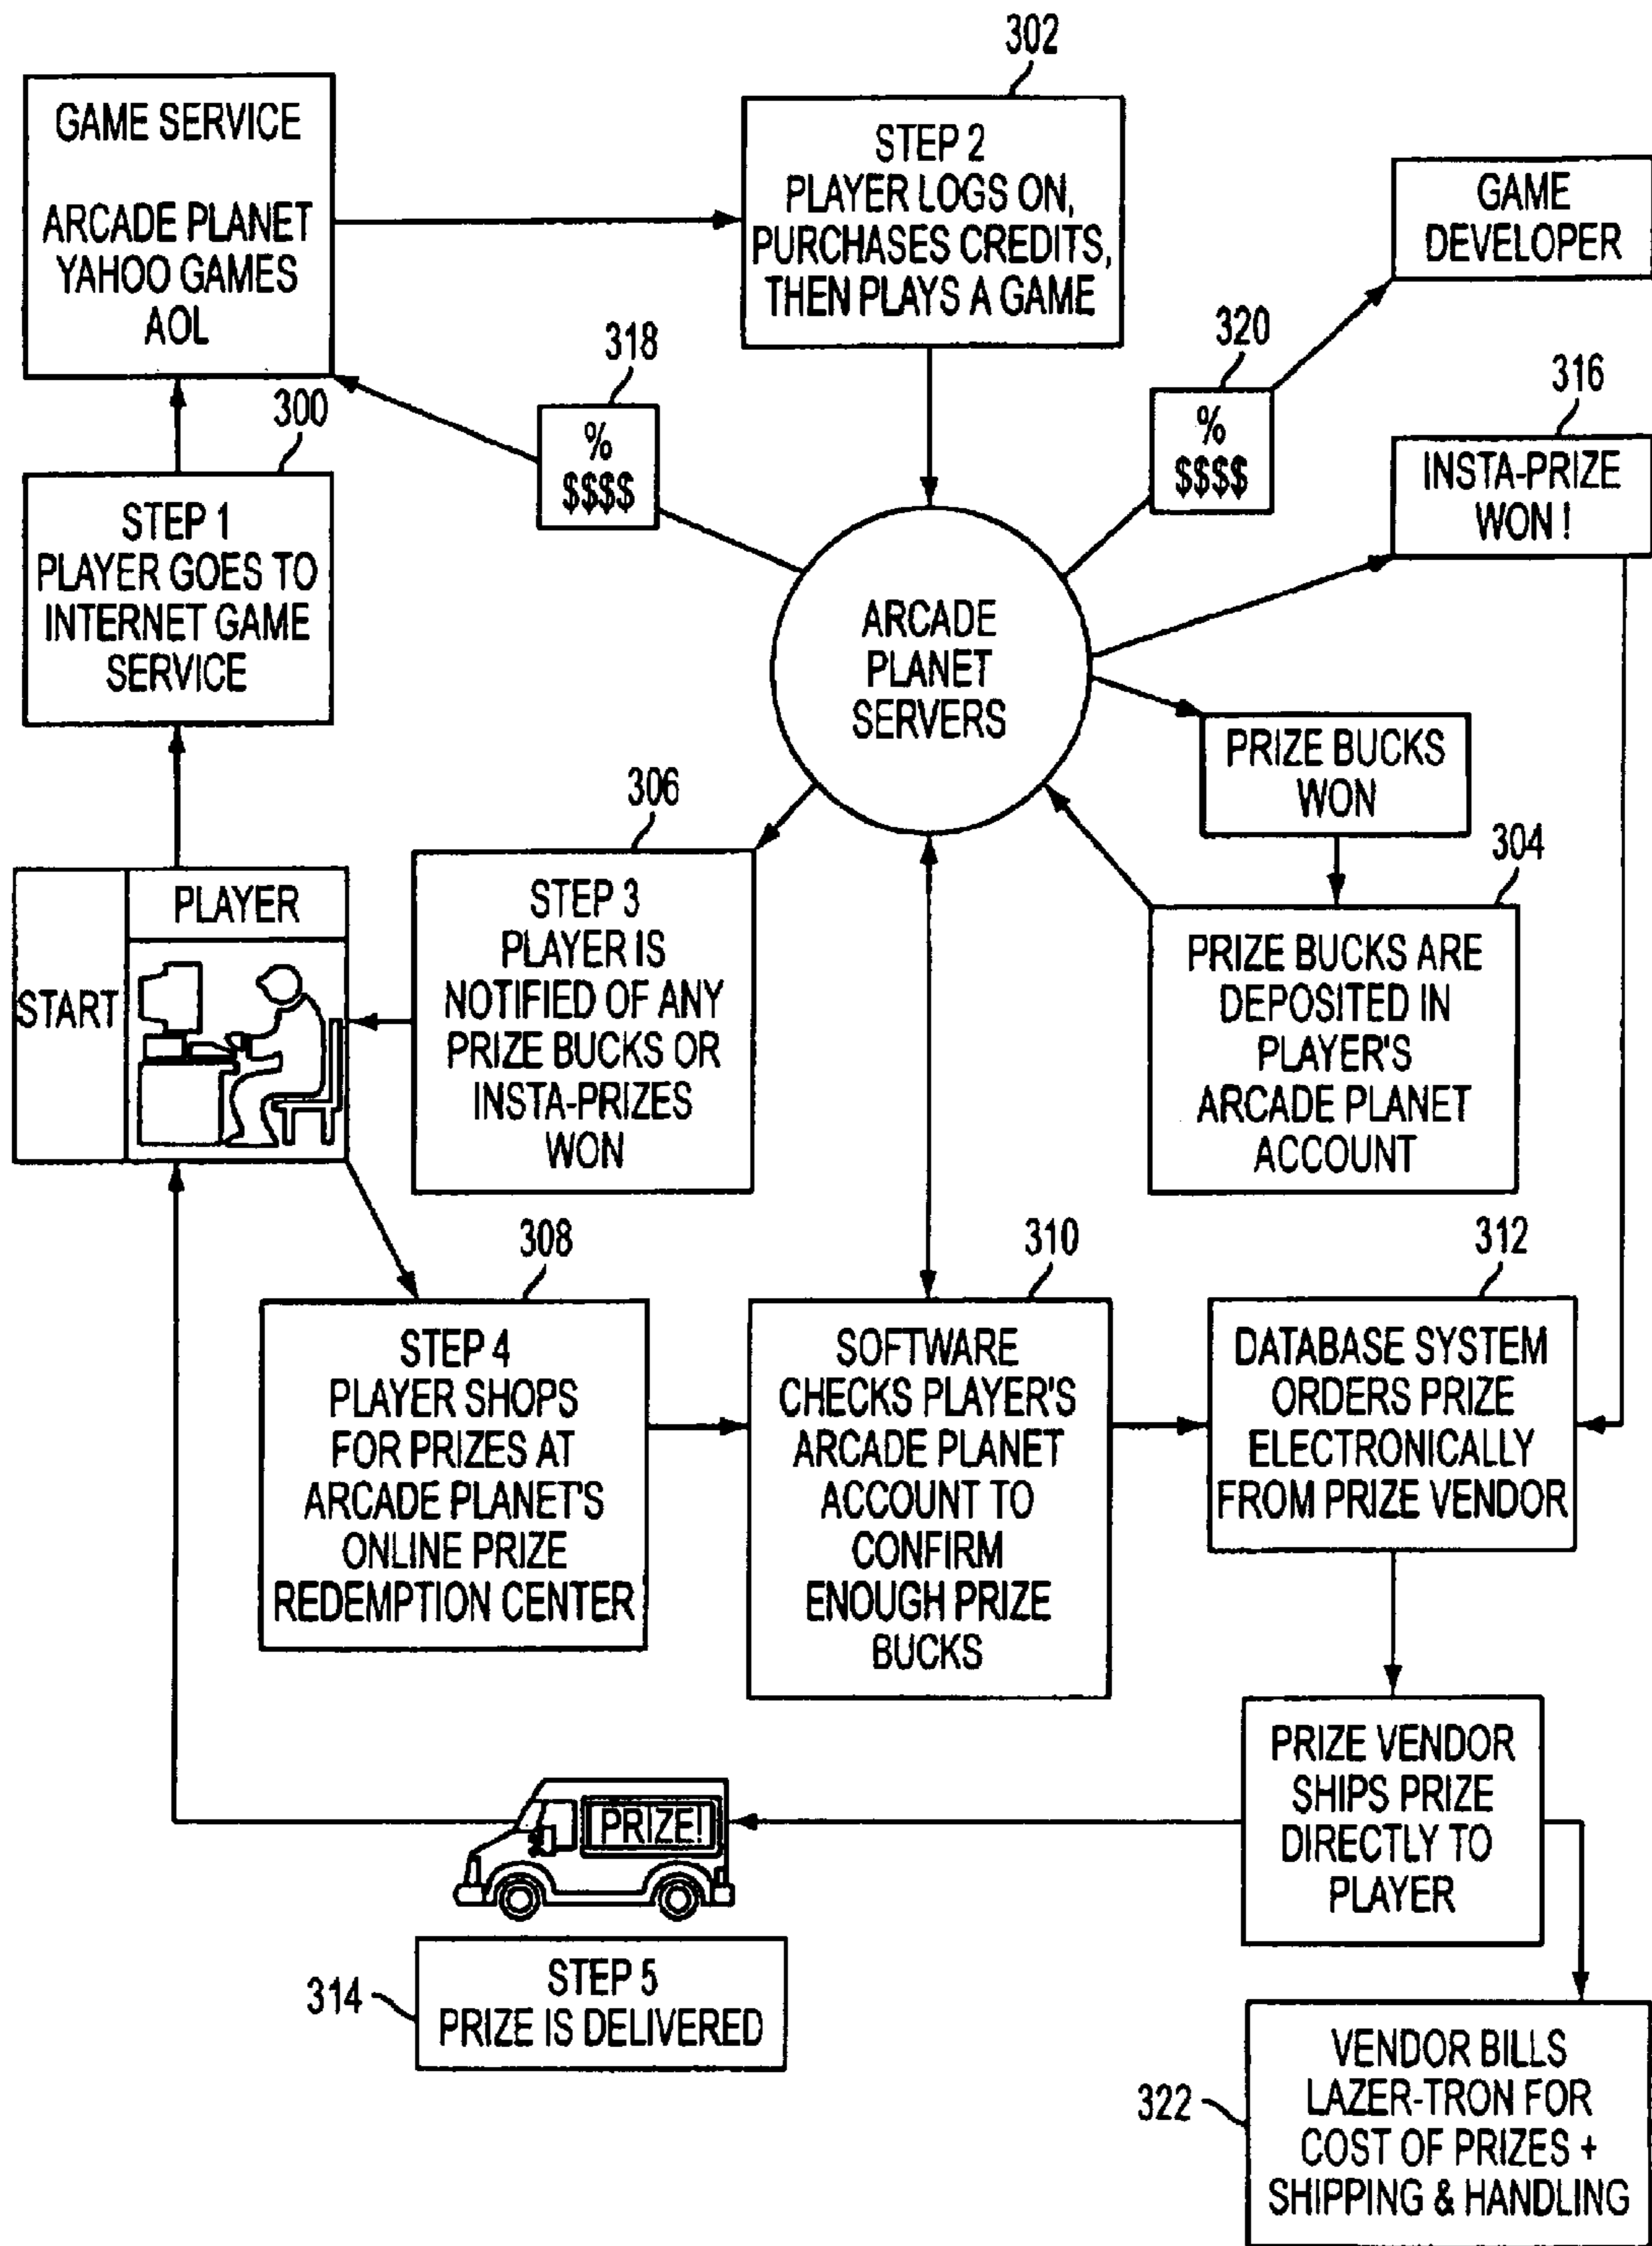 302
GAME SERVICE
ARCADE PLANET
YAHOO GAMES
AOL
STEP 2
PLAYER LOGS ON,
PURCHASES CREDITS,
THEN PLAYS A GAME
GAME
DEVELOPER
318
%
$$$$
320
%
$$$$
316
INSTA-PRIZE
WON !
300
STEP 1
PLAYER GOES TO
INTERNET GAME
SERVICE
ARCADE
PLANET
SERVERS
PRIZE BUCKS
WON
306
STEP 3
PLAYER IS
NOTIFIED OF ANY
PRIZE BUCKS OR
INSTA-PRIZES
WON
304
PRIZE BUCKS ARE
DEPOSITED IN
PLAYER'S
ARCADE PLANET
ACCOUNT
START
PLAYER
308
STEP 4
PLAYER SHOPS
FOR PRIZES AT
ARCADE PLANET'S
ONLINE PRIZE
REDEMPTION CENTER
310
SOFTWARE
CHECKS PLAYER'S
ARCADE PLANET
ACCOUNT TO
CONFIRM
ENOUGH PRIZE
BUCKS
312
DATABASE SYSTEM
ORDERS PRIZE
ELECTRONICALLY
FROM PRIZE VENDOR
PRIZE VENDOR
SHIPS PRIZE
DIRECTLY TO
PLAYER
PRIZE!
314
STEP 5
PRIZE IS DELIVERED
322
VENDOR BILLS
LAZER-TRON FOR
COST OF PRIZES +
SHIPPING & HANDLING